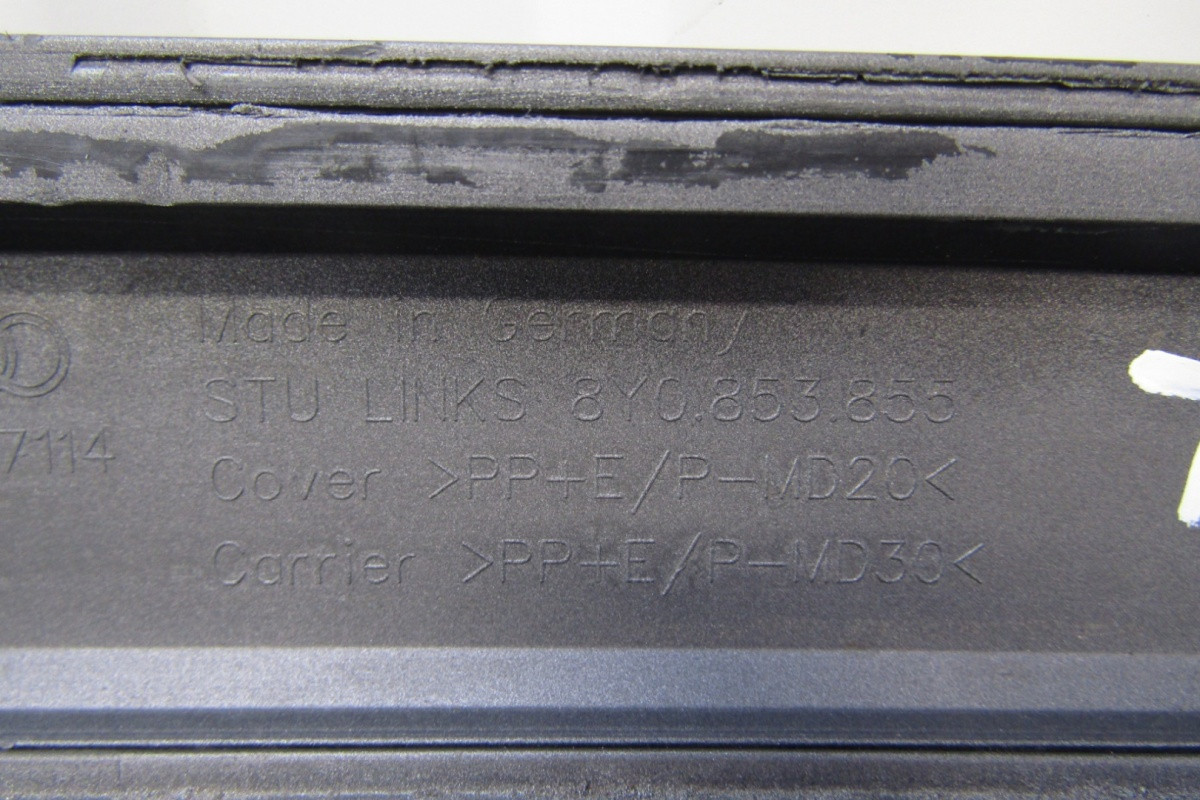 Made in Germany
STU LINKS 8Y0.853.855
7114
Cover >PP+E/P-MD20<
Carrier >PP+E/P-MD30<